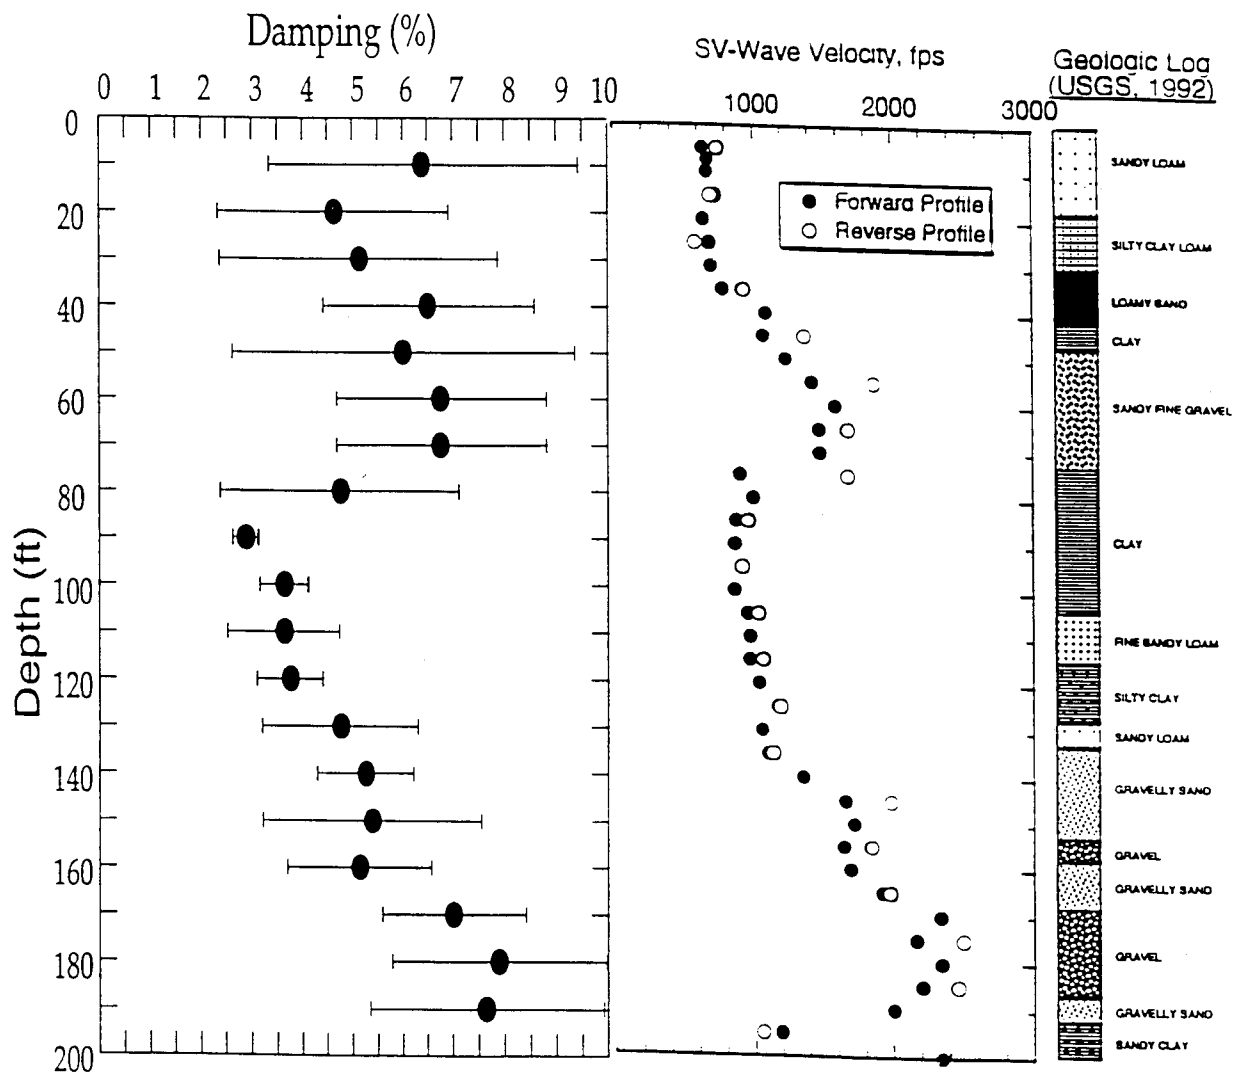 Damping (%)
0 1 2 3 4 5 6 7 8 9 10
0
20
40
60
80
100
120
140
160
180
200
Depth (ft)
SV-Wave Velocity, fps
1000 2000 3000
Forward Profile
Reverse Profile
Geologic Log
(USGS, 1992)
SANDY LOAM
SILTY CLAY LOAM
LOAMY SAND
CLAY
SANDY FINE GRAVEL
CLAY
FINE SANDY LOAM
SILTY CLAY
SANDY LOAM
GRAVELLY SAND
GRAVEL
GRAVELLY SAND
GRAVEL
GRAVELLY SAND
SANDY CLAY